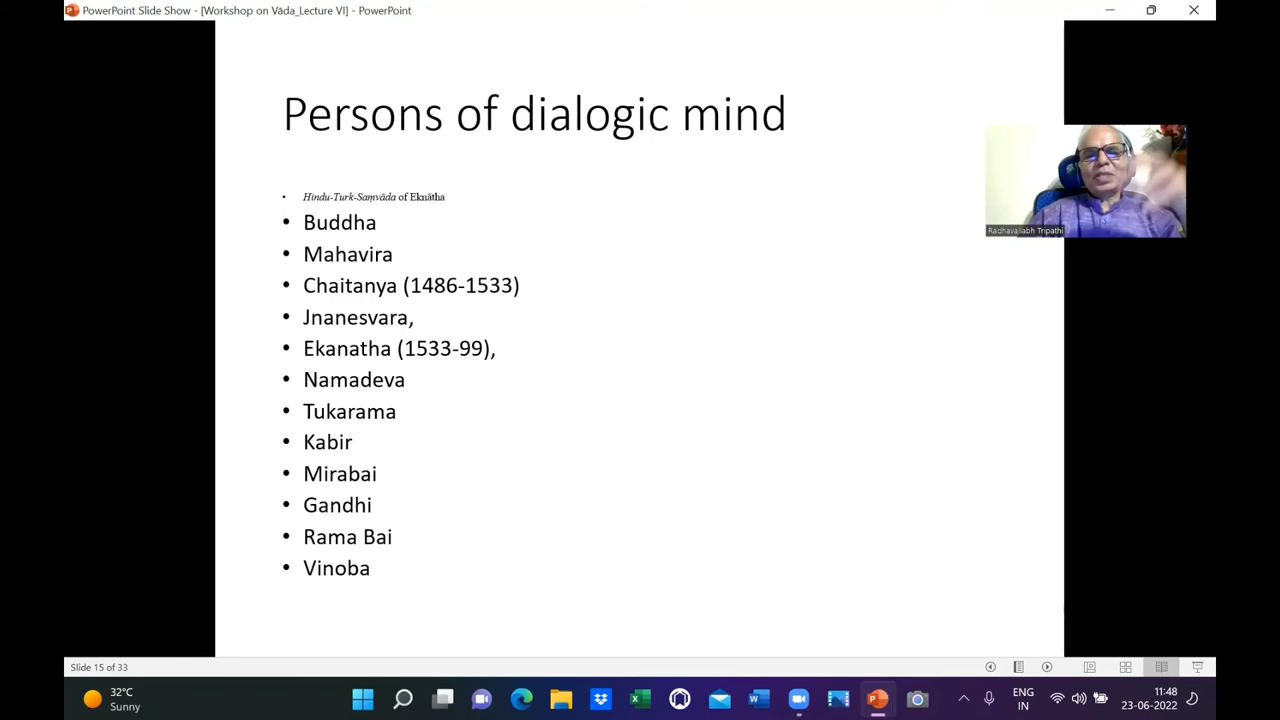 PowerPoint Slide Show - [Workshop on Vāda_Lecture VI] - PowerPoint
Persons of dialogic mind
• Hindu-Turk-Saṃvāda of Eknātha
• Buddha
• Mahavira
• Chaitanya (1486-1533)
• Jnanesvara,
• Ekanatha (1533-99),
• Namadeva
• Tukarama
• Kabir
• Mirabai
• Gandhi
• Rama Bai
• Vinoba
Radhavallabh Tripathi
Slide 15 of 33
32°C
Sunny
ENG
IN
11:48
23-06-2022